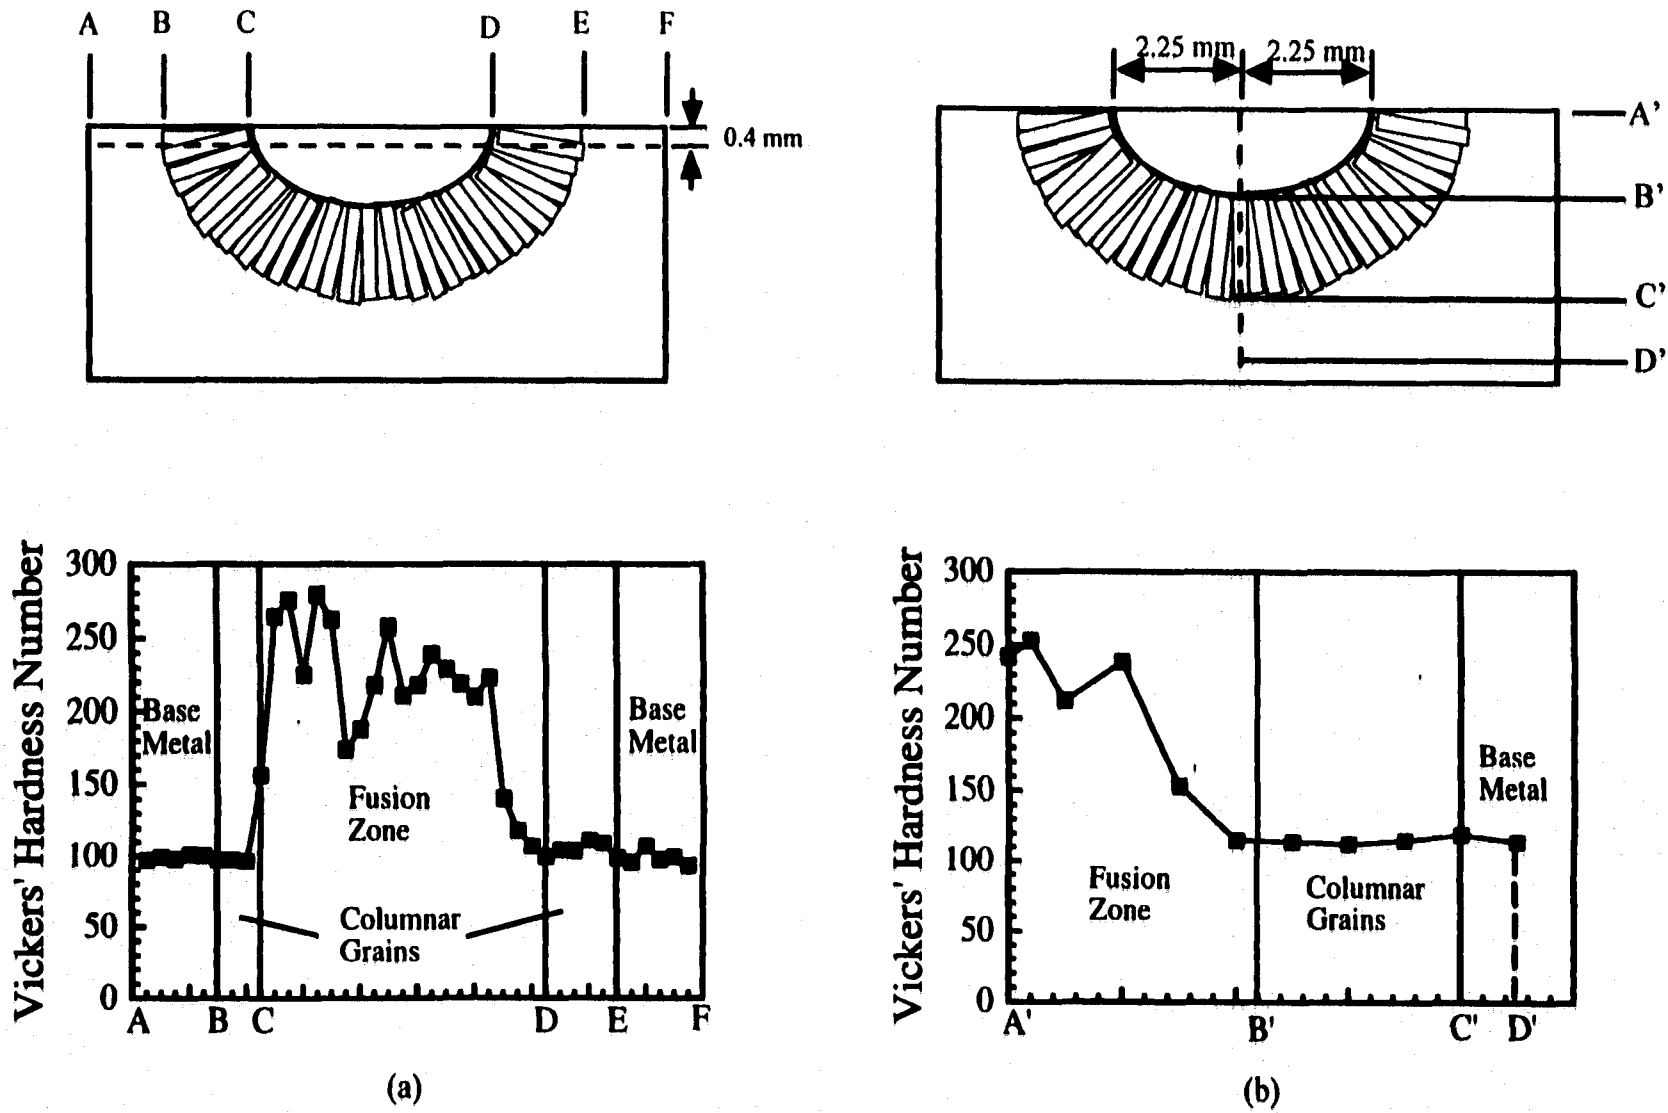 A B C D E F
0.4 mm
2.25 mm 2.25 mm
A'
B'
C'
D'
Vickers' Hardness Number
300
250
200
150
100
50
0
Base
Metal
Fusion
Zone
Columnar
Grains
Base
Metal
A B C D E F
(a)
Vickers' Hardness Number
300
250
200
150
100
50
0
Fusion
Zone
Columnar
Grains
Base
Metal
A' B' C' D'
(b)